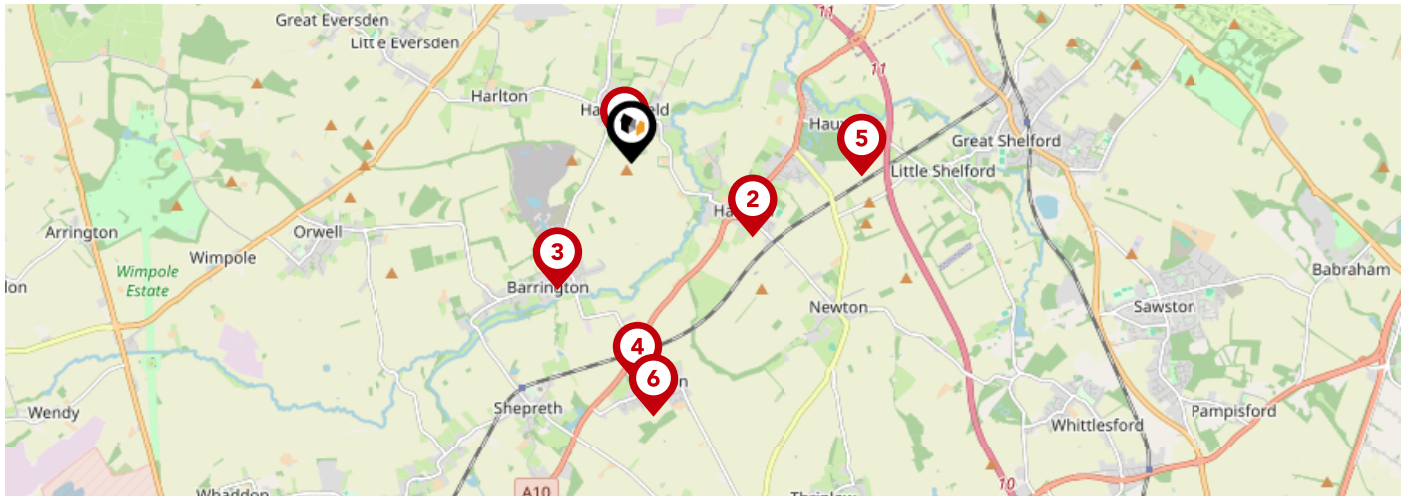 Great Eversden
Little Eversden
11
11
Harlton
5
Great Shelford
Little Shelford
2
Orwell
Arrington
Wimpole
3
Wimpole
Estate
Babraham
Barrington
Newton
4
6
Shepreth
Wendy
Pampisford
Whittlesford
A10
10